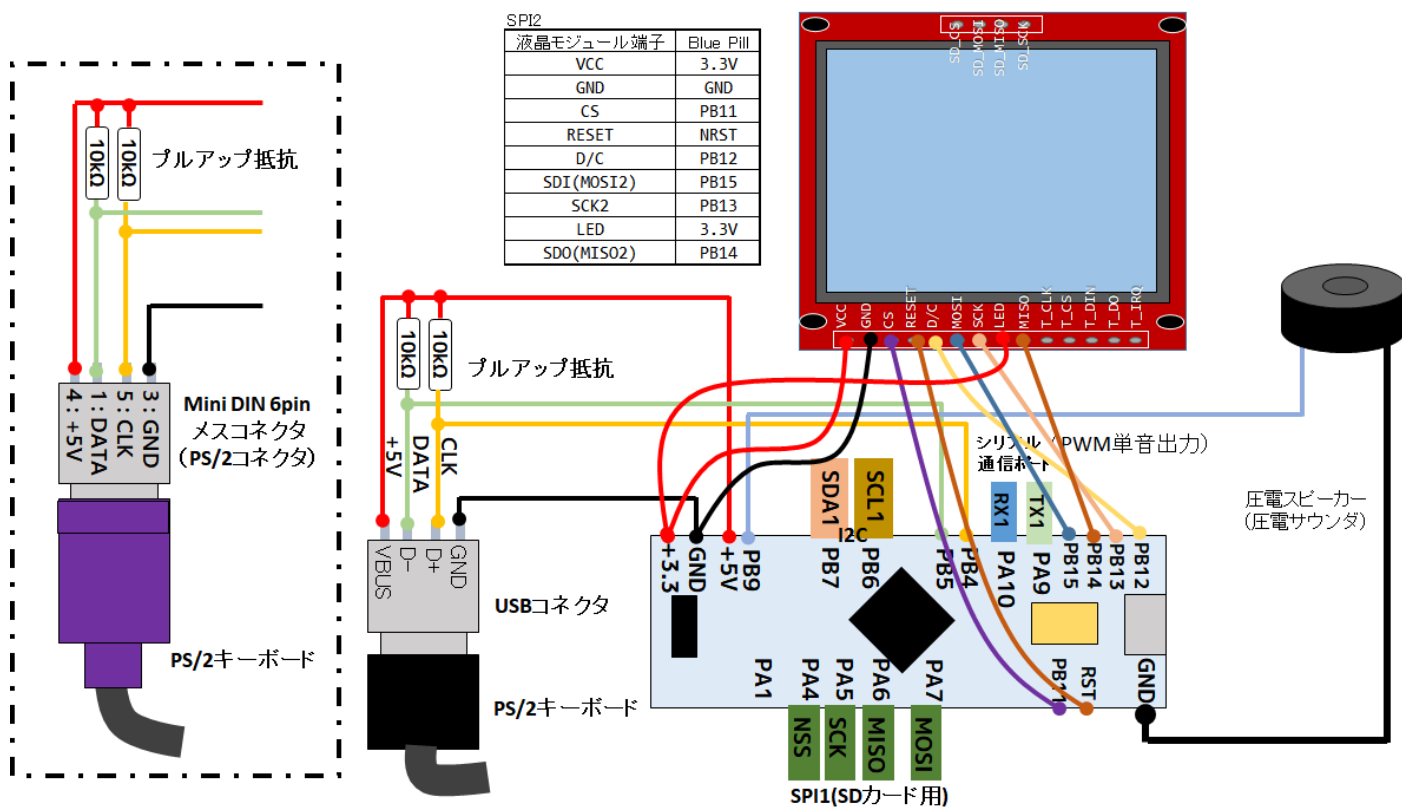 SPI2
液晶モジュール端子 Blue Pill
VCC 3.3V
GND GND
CS PB11
RESET NRST
D/C PB12
SDI(MOSI2) PB15
SCK2 PB13
LED 3.3V
SDO(MISO2) PB14
SD_CS
SD_MOSI
SD_MISO
SD_SCK
VCC
GND
CS
RESET
D/C
MOSI
SCK
LED
MISO
T_CLK
T_CS
T_DIN
T_DO
T_IRQ
10kΩ
10kΩ
プルアップ抵抗
4:+5V
1:DATA
5:CLK
3:GND
Mini DIN 6pin
メスコネクタ
(PS/2コネクタ)
PS/2キーボード
10kΩ
10kΩ
プルアップ抵抗
+5V
DATA
CLK
VBUS
D-
D+
GND
USBコネクタ
PS/2キーボード
シリアル
通信ポート
(PWM単音出力)
圧電スピーカー
(圧電サウンダ)
SDA1
SCL1
I2C
RX1
TX1
+3.3
GND
+5V
PB9
PB7
PB6
PB5
PB4
PA10
PA9
PB15
PB14
PB13
PB12
PA1
PA4
PA5
PA6
PA7
PB11
RST
GND
NSS
SCK
MISO
MOSI
SPI1(SDカード用)